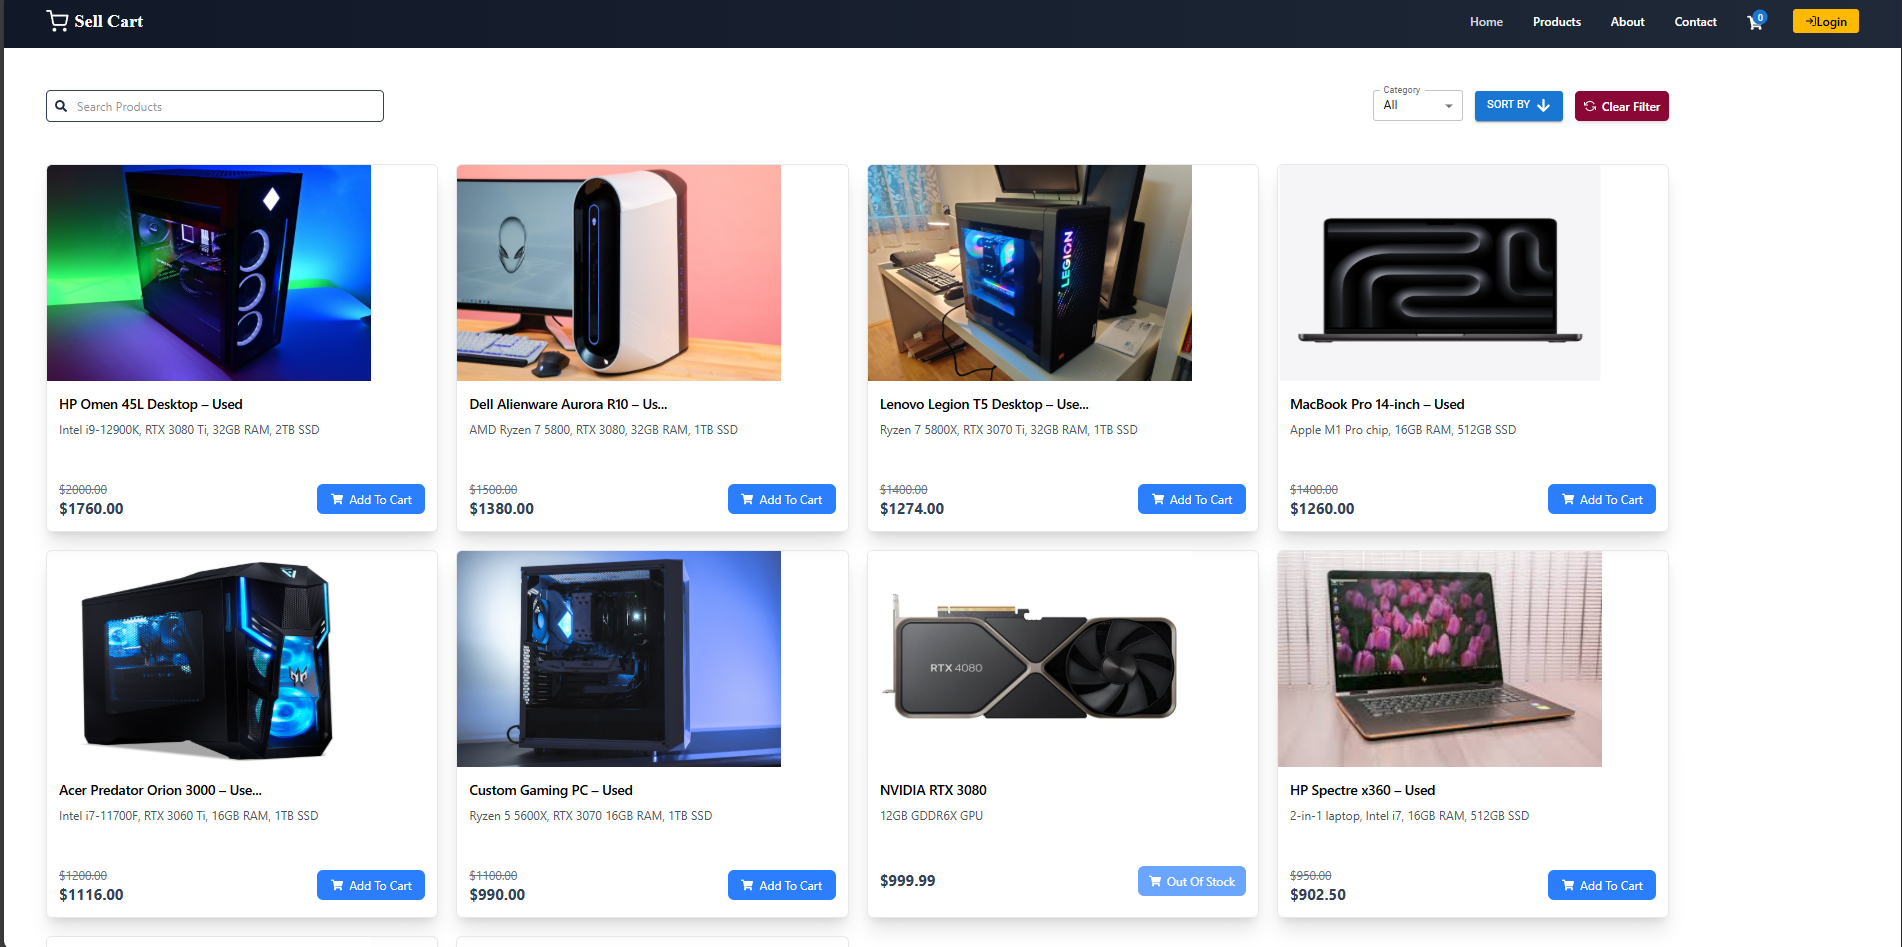 Sell Cart
Home
Products
About
Contact
0
Login
Search Products
Category
All
SORT BY
Clear Filter
LEGION
HP Omen 45L Desktop – Used
Intel i9-12900K, RTX 3080 Ti, 32GB RAM, 2TB SSD
$2000.00
$1760.00
Add To Cart
Dell Alienware Aurora R10 – Us...
AMD Ryzen 7 5800, RTX 3080, 32GB RAM, 1TB SSD
$1500.00
$1380.00
Add To Cart
Lenovo Legion T5 Desktop – Use...
Ryzen 7 5800X, RTX 3070 Ti, 32GB RAM, 1TB SSD
$1400.00
$1274.00
Add To Cart
MacBook Pro 14-inch – Used
Apple M1 Pro chip, 16GB RAM, 512GB SSD
$1400.00
$1260.00
Add To Cart
Acer Predator Orion 3000 – Use...
Intel i7-11700F, RTX 3060 Ti, 16GB RAM, 1TB SSD
$1200.00
$1116.00
Add To Cart
Custom Gaming PC – Used
Ryzen 5 5600X, RTX 3070 16GB RAM, 1TB SSD
$1100.00
$990.00
Add To Cart
RTX 4080
NVIDIA RTX 3080
12GB GDDR6X GPU
$999.99
Out Of Stock
HP Spectre x360 – Used
2-in-1 laptop, Intel i7, 16GB RAM, 512GB SSD
$950.00
$902.50
Add To Cart